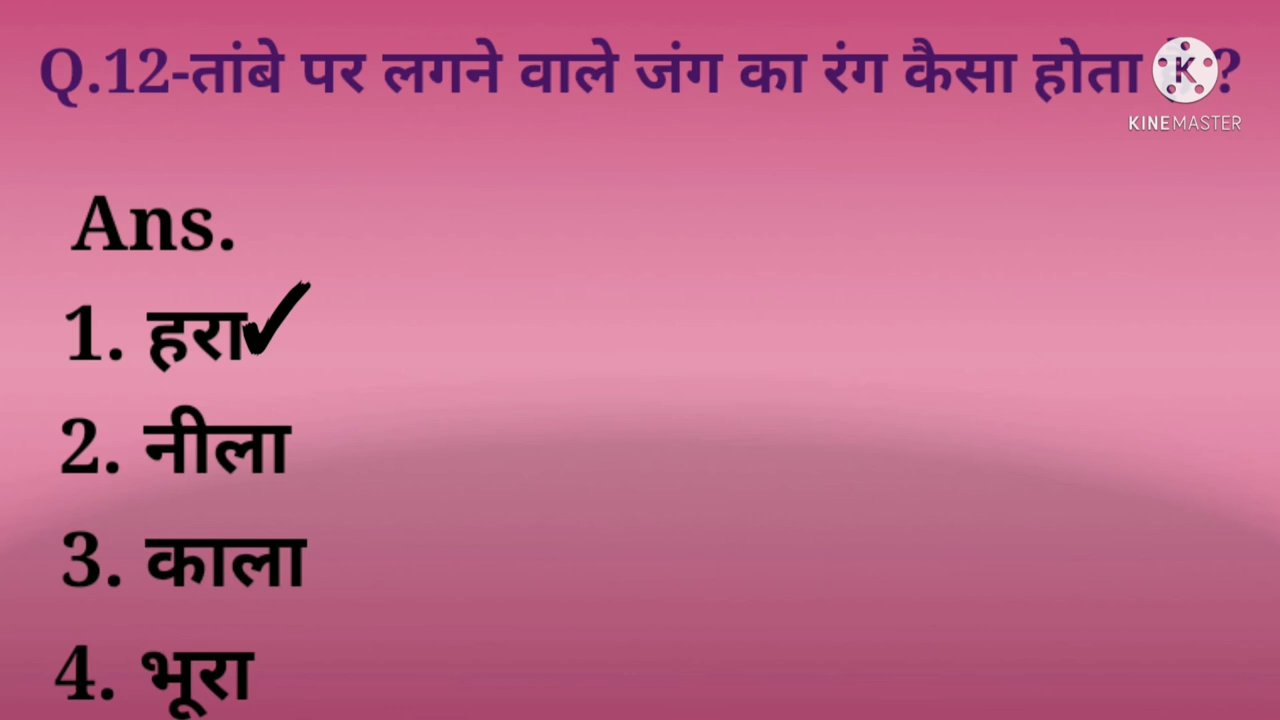 Q.12-तांबे पर लगने वाले जंग का रंग कैसा होता ?
K
KINEMASTER
Ans.
1. हरा✓
2. नीला
3. काला
4. भूरा